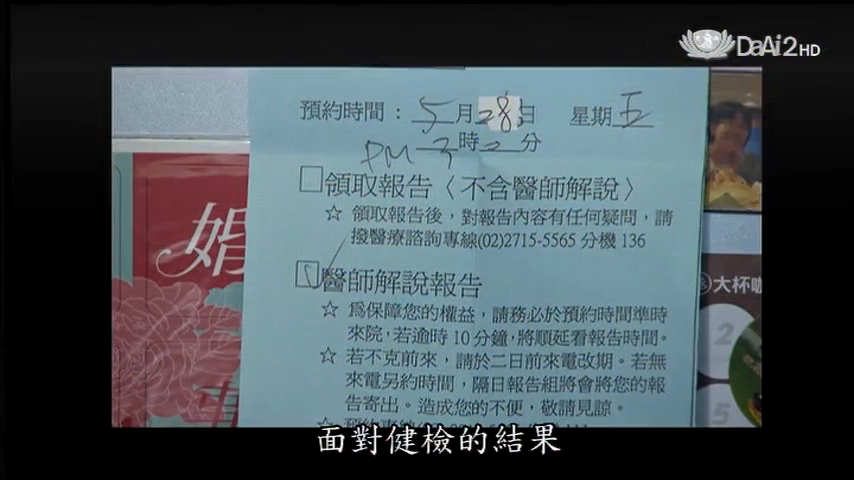 DaAi2HD
預約時間：5月28日 星期五
PM 3時 分
領取報告〈不含醫師解說〉
☆ 領取報告後，對報告內容有任何疑問，請
撥醫療諮詢專線(02)2715-5565 分機 136
醫師解說報告
☆ 為保障您的權益，請務必於預約時間準時
來院，若逾時 10 分鐘，將順延看報告時間。
☆ 若不克前來，請於二日前來電改期。若無
來電另約時間，隔日報告組將會將您的報
告寄出。造成您的不便，敬請見諒。
婚
事
大杯咖
2
5
面對健檢的結果